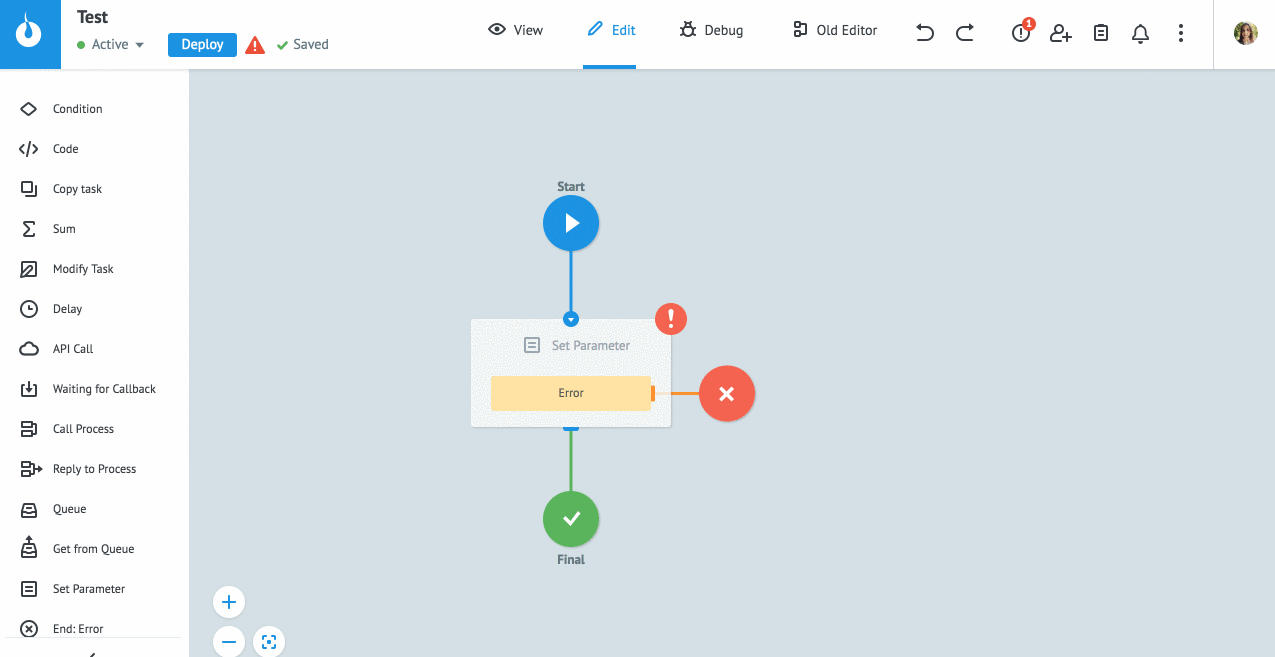 Test
Active
Deploy
Saved
View
Edit
Debug
Old Editor
1
Condition
Code
Copy task
Sum
Modify Task
Delay
API Call
Waiting for Callback
Call Process
Reply to Process
Queue
Get from Queue
Set Parameter
End: Error
Start
Set Parameter
Error
Final